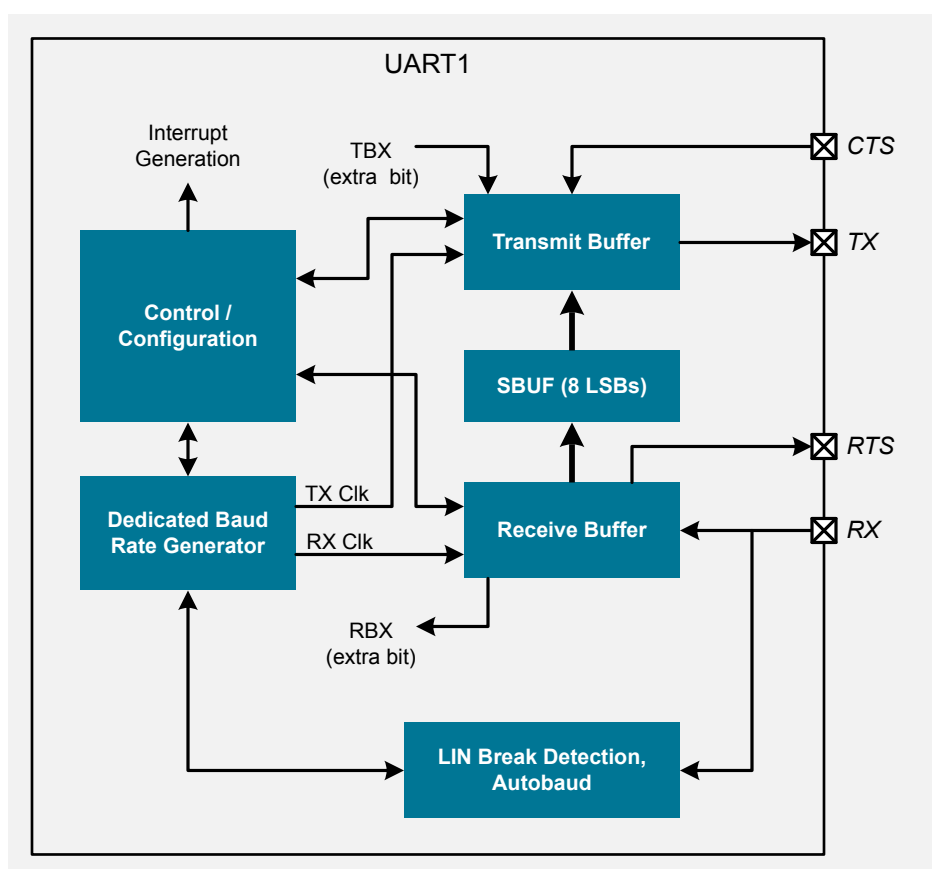 UART1
Interrupt
Generation
TBX
(extra bit)
CTS
Transmit Buffer
TX
Control /
Configuration
SBUF (8 LSBs)
RTS
TX Clk
Dedicated Baud
Rate Generator
RX Clk
Receive Buffer
RX
RBX
(extra bit)
LIN Break Detection,
Autobaud